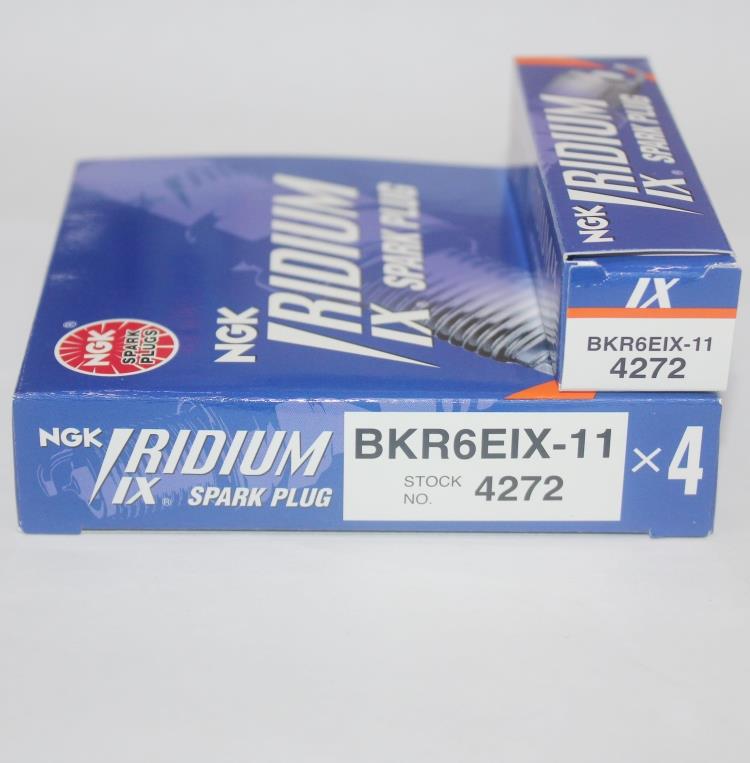 NGK
IRIDIUM
IX®
SPARK PLUG
IX
BKR6EIX-11
4272
®
NGK
SPARK
PLUGS
NGK
IRIDIUM
IX®
SPARK PLUG
NGK IRIDIUM
IX® SPARK PLUG
BKR6EIX-11
STOCK NO. 4272
×4